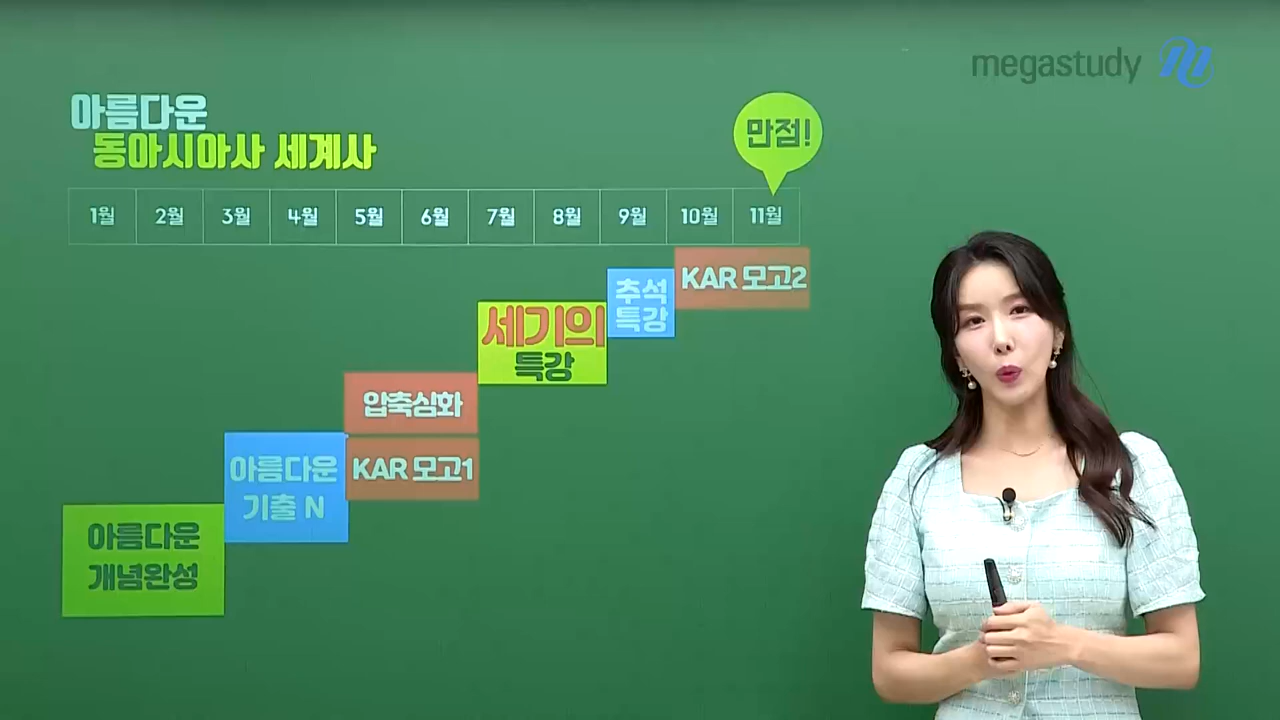 megastudy
아름다운
동아시아사 세계사
만점!
1월 2월 3월 4월 5월 6월 7월 8월 9월 10월 11월
KAR 모고2
추석
특강
세기의
특강
압축심화
KAR 모고1
아름다운
기출 N
아름다운
개념완성